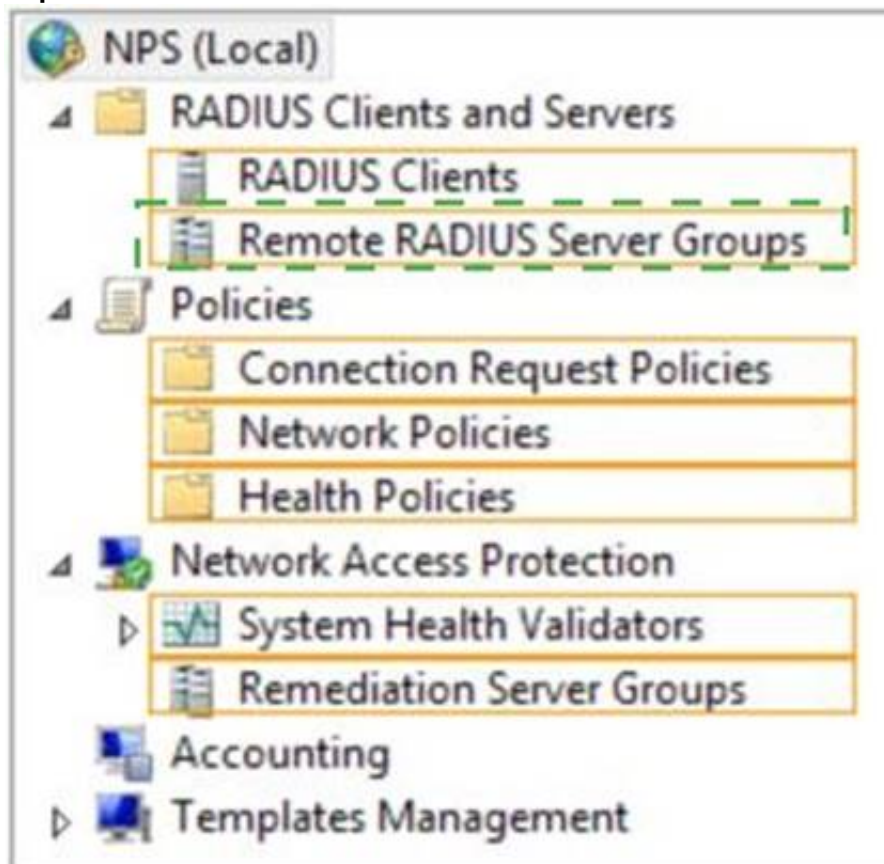 NPS (Local)
RADIUS Clients and Servers
RADIUS Clients
Remote RADIUS Server Groups
Policies
Connection Request Policies
Network Policies
Health Policies
Network Access Protection
System Health Validators
Remediation Server Groups
Accounting
Templates Management